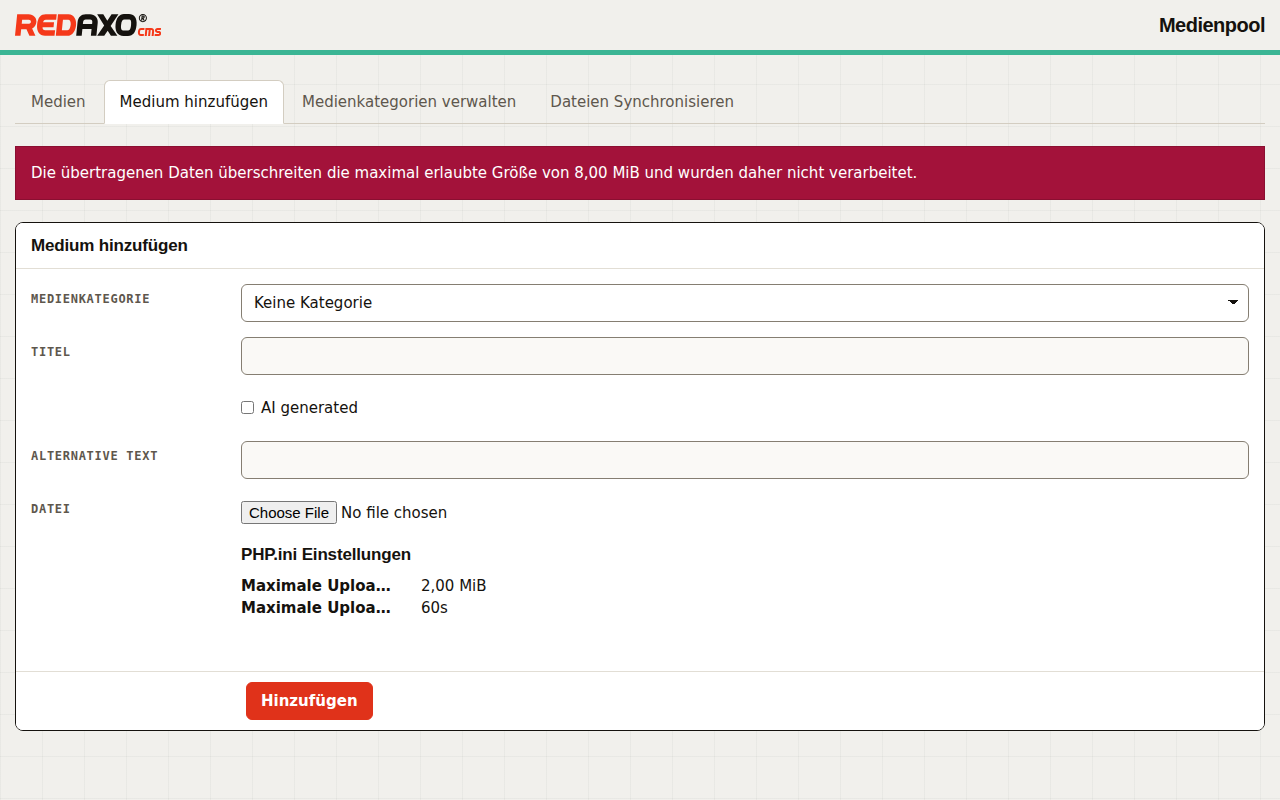 REDAXO® cms
Medienpool
Medien
Medium hinzufügen
Medienkategorien verwalten
Dateien Synchronisieren
Die übertragenen Daten überschreiten die maximal erlaubte Größe von 8,00 MiB und wurden daher nicht verarbeitet.
Medium hinzufügen
MEDIENKATEGORIE
Keine Kategorie
TITEL
AI generated
ALTERNATIVE TEXT
DATEI
Choose File No file chosen
PHP.ini Einstellungen
Maximale Uploa… 2,00 MiB
Maximale Uploa… 60s
Hinzufügen